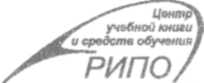 Центр
учебной книги
и средств обучения
РИПО